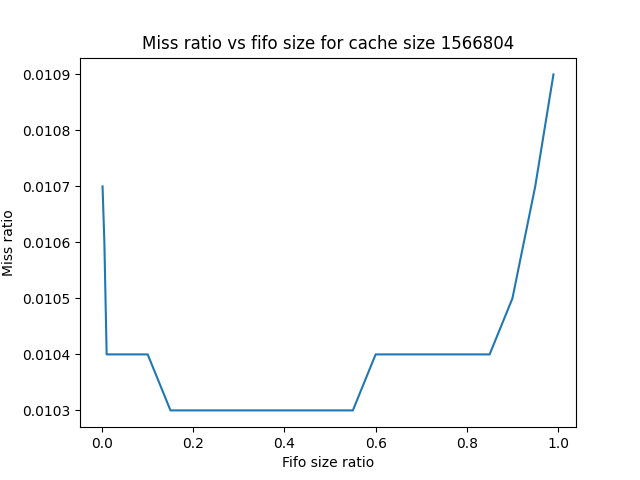 Miss ratio vs fifo size for cache size 1566804
0.0109
0.0108
0.0107
0.0106
0.0105
0.0104
0.0103
Miss ratio
0.0 0.2 0.4 0.6 0.8 1.0
Fifo size ratio